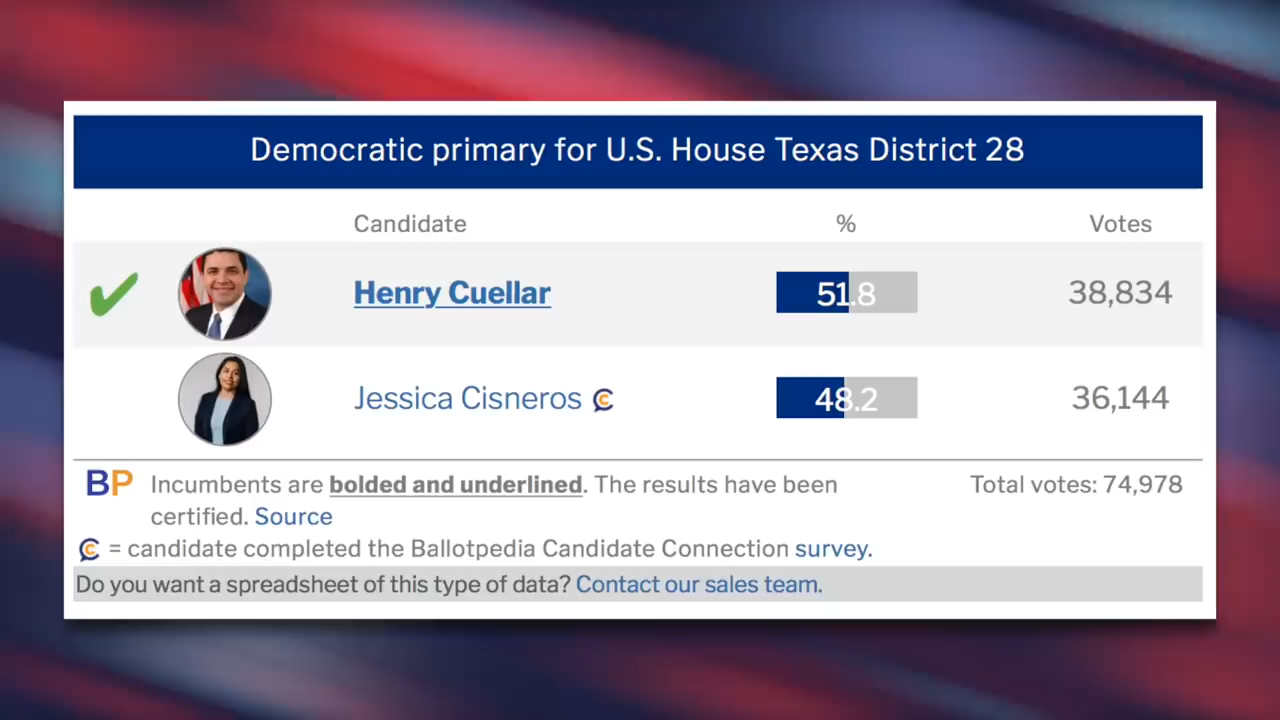 Democratic primary for U.S. House Texas District 28
Candidate % Votes
Henry Cuellar 51.8 38,834
Jessica Cisneros C 48.2 36,144
BP Incumbents are bolded and underlined. The results have been Total votes: 74,978
certified. Source
C = candidate completed the Ballotpedia Candidate Connection survey.
Do you want a spreadsheet of this type of data? Contact our sales team.